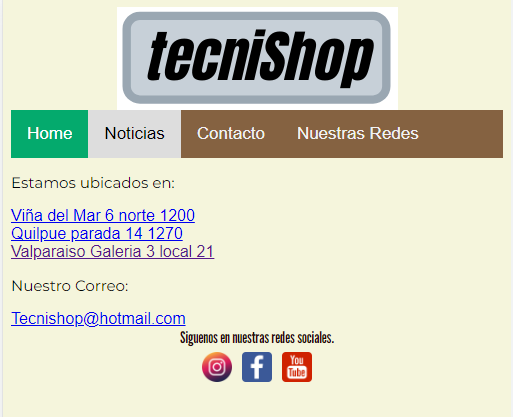 tecniShop
Home Noticias Contacto Nuestras Redes
Estamos ubicados en:
Viña del Mar 6 norte 1200
Quilpue parada 14 1270
Valparaiso Galeria 3 local 21
Nuestro Correo:
Tecnishop@hotmail.com
Siguenos en nuestras redes sociales.
You
Tube